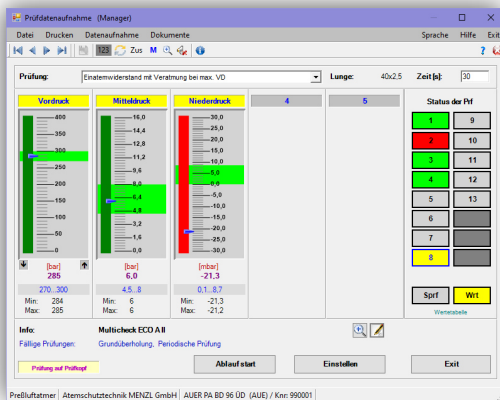 Prüfdatenaufnahme (Manager)
Datei Drucken Datenaufnahme Dokumente Sprache Hilfe Exit
123 Zus M ?
Prüfung: Einatemwiderstand mit Veratmung bei max. VD Lunge: 40x2,5 Zeit [s]: 30
Vordruck Mitteldruck Niederdruck 4 5 Status der Prf
400 16,0 30,0
350 14,4 25,0
300 12,8 20,0
250 11,2 15,0
200 9,6 10,0
150 8,0 5,0
100 6,4 0,0
50 4,8 -5,0
0 3,2 -10,0
1,6 -15,0
0,0 -20,0
-25,0
-30,0
1 9
2 10
3 11
4 12
5 13
6
7
8
[bar] [bar] [mbar]
285 6,0 -21,3
270...300 4,5...8 0,1...8,7
Min: 284 Min: 6 Min: -21,3
Max: 285 Max: 6 Max: -21,2
Sprf Wrt
Wertetabelle
Info: Multicheck ECO A II
Fällige Prüfungen: Grundüberholung, Periodische Prüfung
Prüfung auf Prüfkopf Ablauf start Einstellen Exit
Preßluftatmer Atemschutztechnik MENZL GmbH AUER PA BD 96 ÜD (AUE) / Knr: 990001